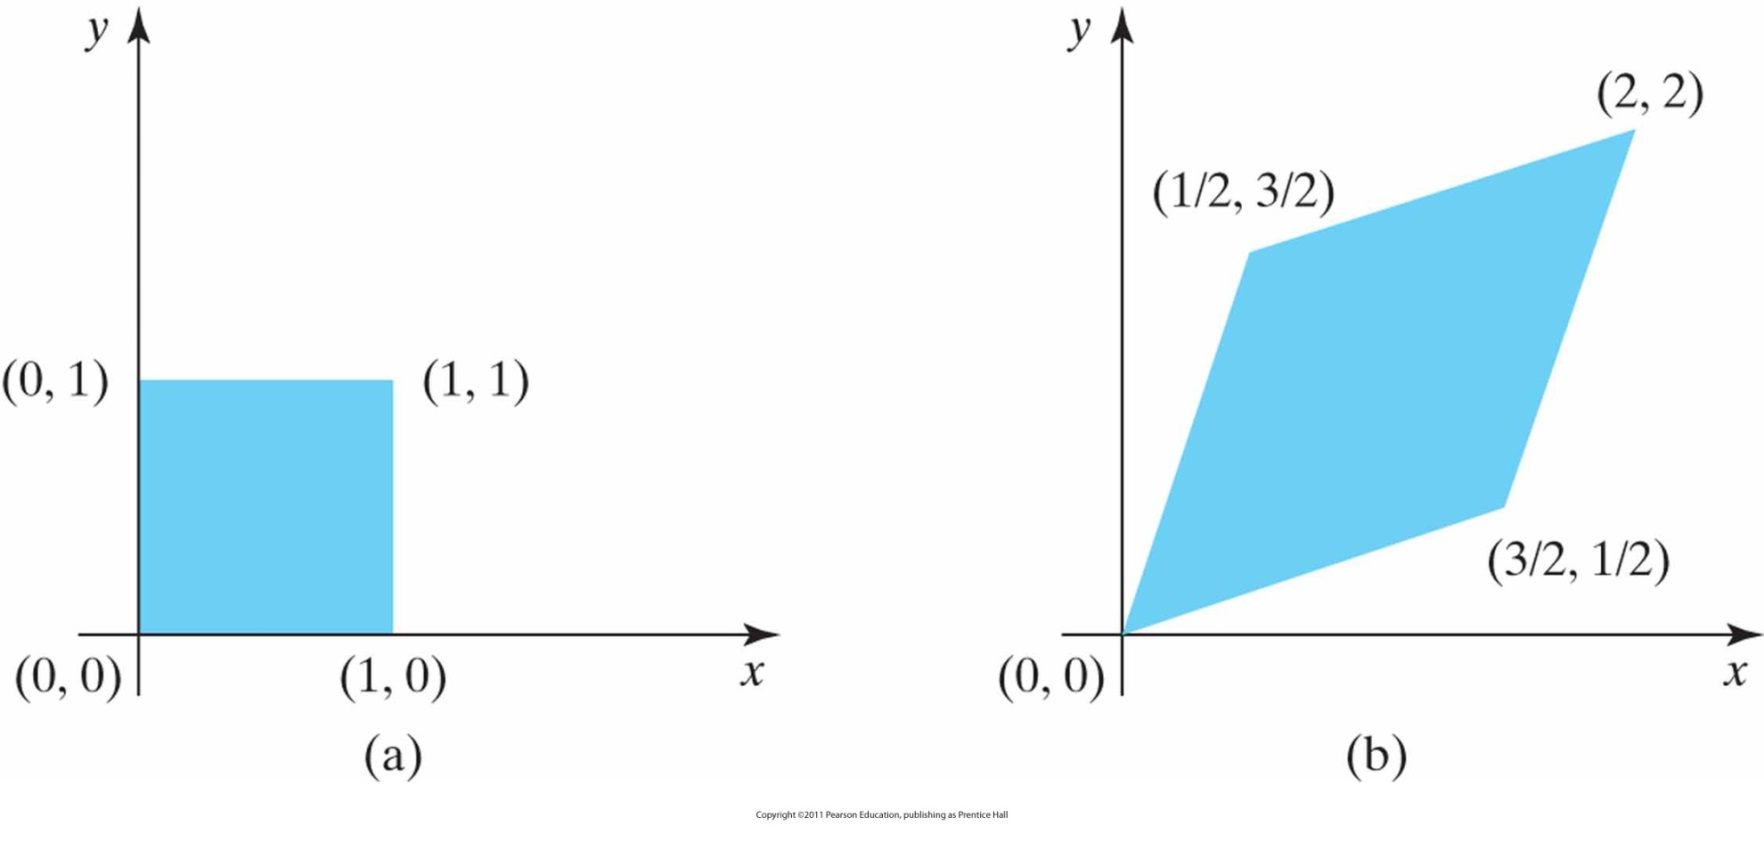 y
(0, 1)
(1, 1)
(0, 0)
(1, 0)
x
(a)
y
(2, 2)
(1/2, 3/2)
(3/2, 1/2)
(0, 0)
x
(b)
Copyright ©2011 Pearson Education, publishing as Prentice Hall